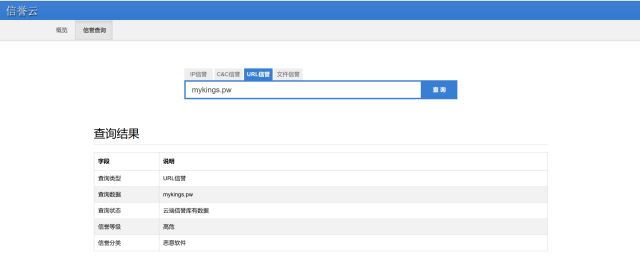 信誉云
概览 信誉查询
IP信誉 C&C信誉 URL信誉 文件信誉
mykings.pw 查 询
查询结果
字段 说明
查询类型 URL信誉
查询数据 mykings.pw
查询状态 云端信誉库有数据
信誉等级 高危
信誉分类 恶意软件